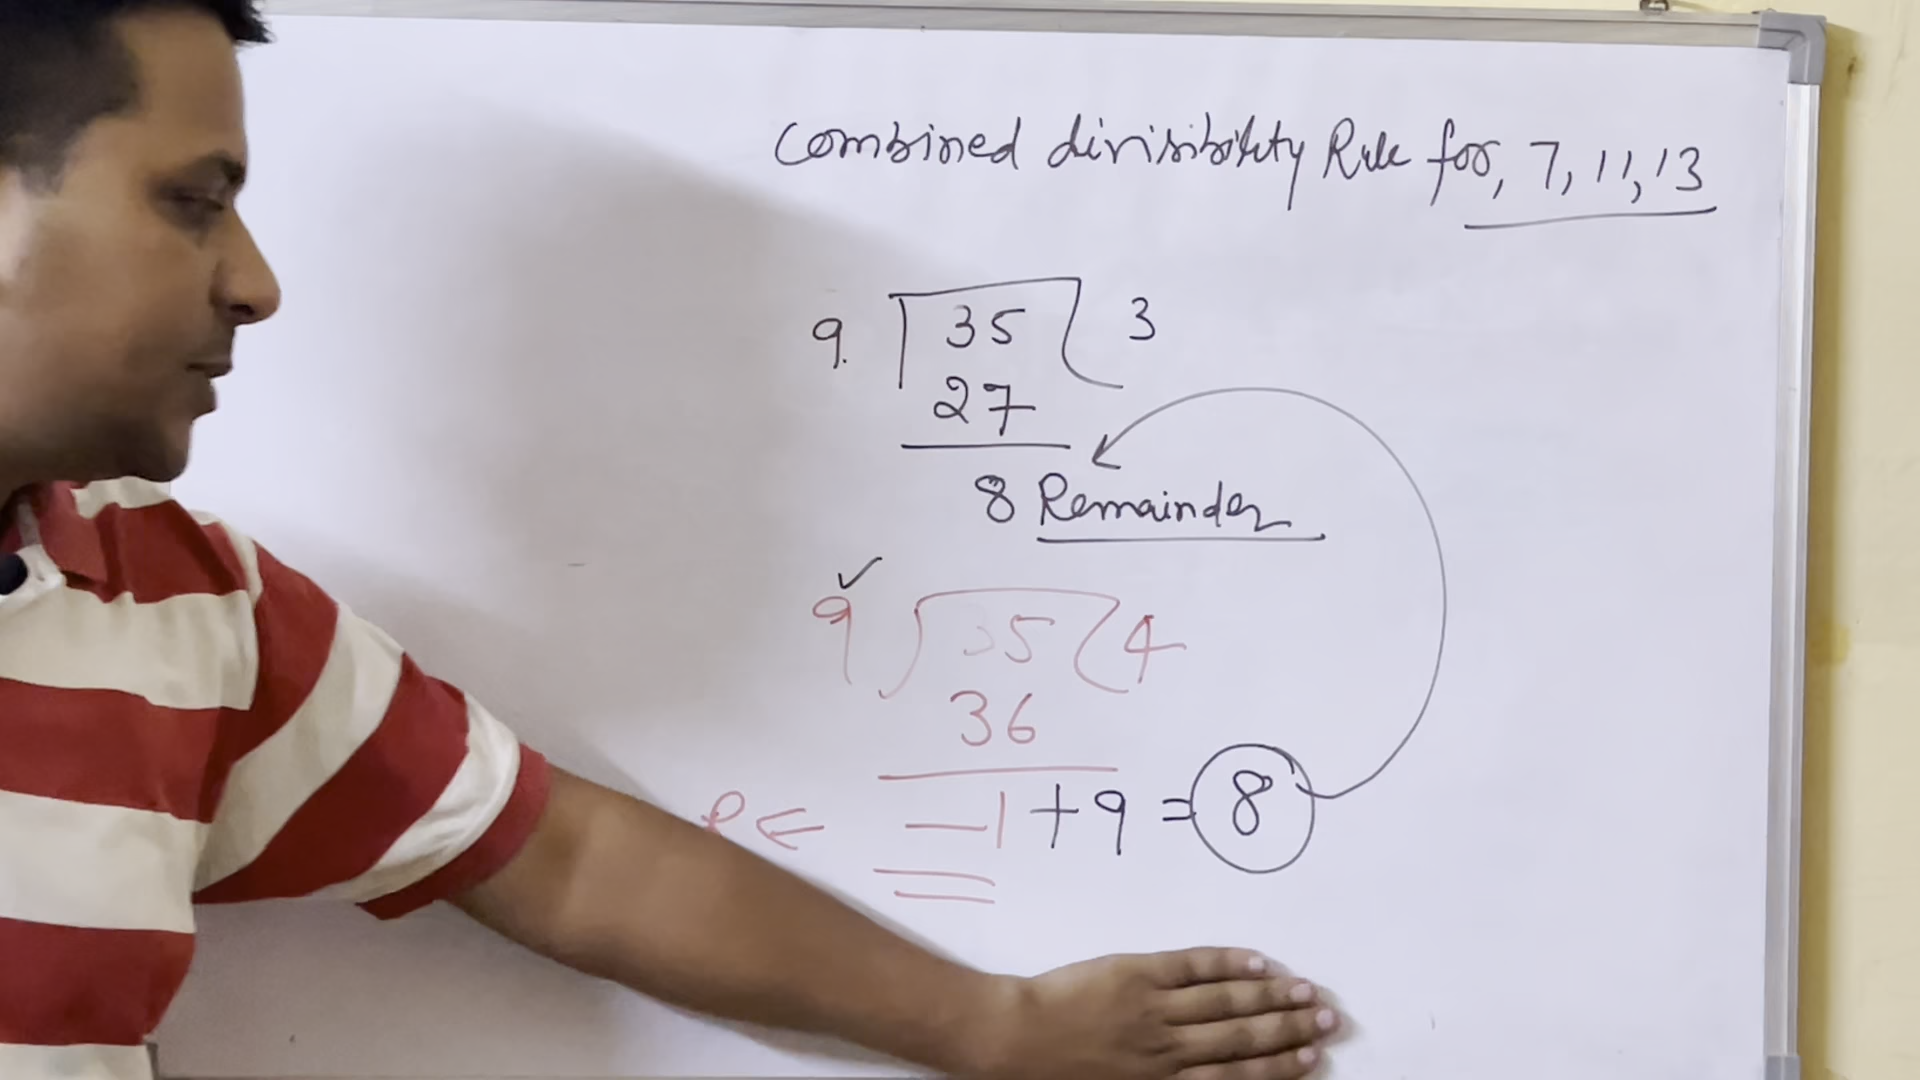 Combined divisibility Rule for, 7, 11, 13
9. 35 3
27
8 Remainder
✓
9 35 4
36
R ← -1 + 9 = 8